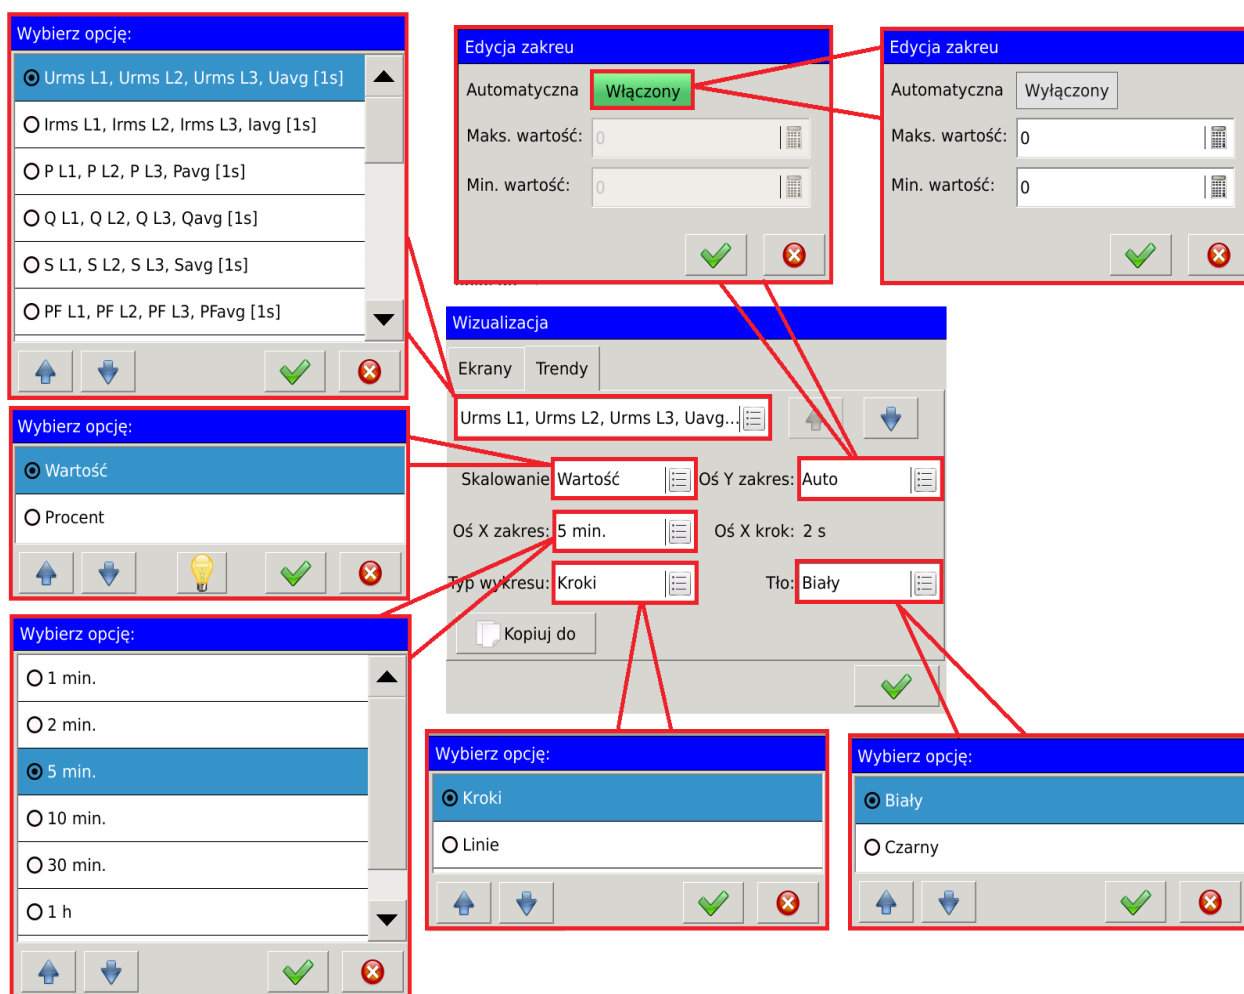 Wybierz opcję:
Urms L1, Urms L2, Urms L3, Uavg [1s]
Irms L1, Irms L2, Irms L3, Iavg [1s]
P L1, P L2, P L3, Pavg [1s]
Q L1, Q L2, Q L3, Qavg [1s]
S L1, S L2, S L3, Savg [1s]
PF L1, PF L2, PF L3, PFavg [1s]
Edycja zakreu
Automatyczna Włączony
Maks. wartość: 0
Min. wartość: 0
Edycja zakreu
Automatyczna Wyłączony
Maks. wartość: 0
Min. wartość: 0
Wizualizacja
Ekrany Trendy
Urms L1, Urms L2, Urms L3, Uavg...
Skalowanie Wartość Oś Y zakres: Auto
Oś X zakres: 5 min. Oś X krok: 2 s
Typ wykresu: Kroki Tło: Biały
Kopiuj do
Wybierz opcję:
Wartość
Procent
Wybierz opcję:
1 min.
2 min.
5 min.
10 min.
30 min.
1 h
Wybierz opcję:
Kroki
Linie
Wybierz opcję:
Biały
Czarny